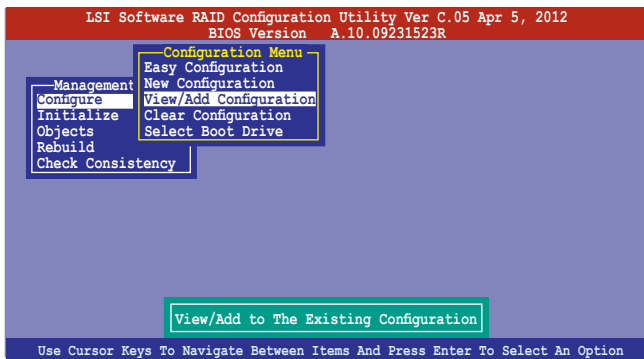 LSI Software RAID Configuration Utility Ver C.05 Apr 5, 2012
BIOS Version A.10.09231523R
Configuration Menu
Easy Configuration
New Configuration
View/Add Configuration
Clear Configuration
Select Boot Drive
Management
Configure
Initialize
Objects
Rebuild
Check Consistency
View/Add to The Existing Configuration
Use Cursor Keys To Navigate Between Items And Press Enter To Select An Option